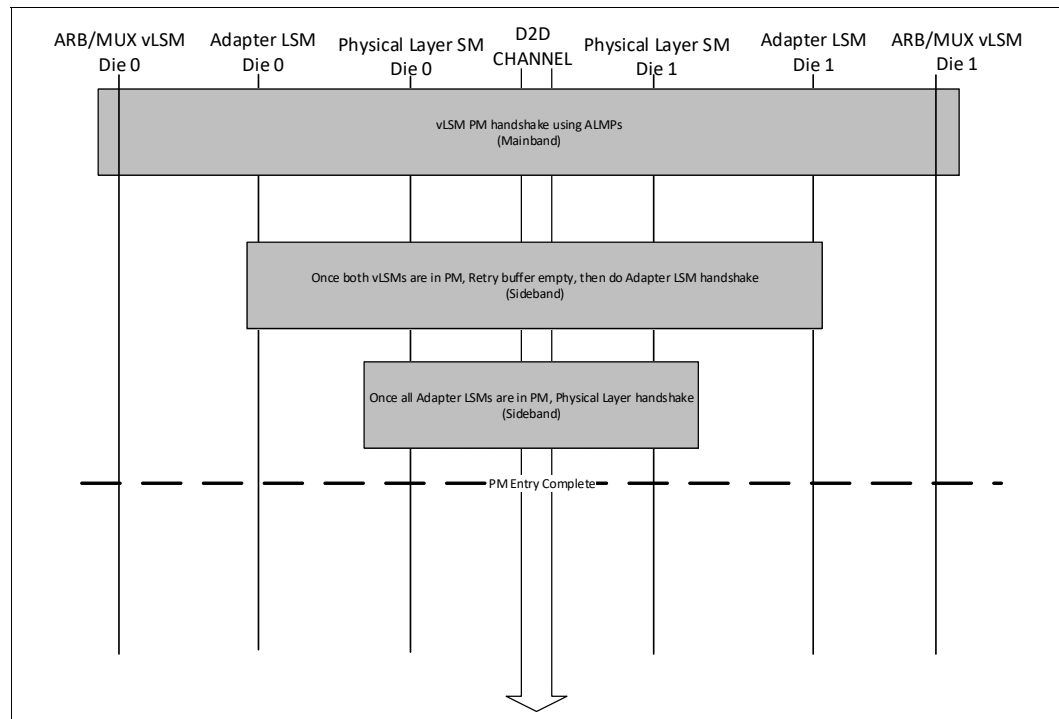 ARB/MUX vLSM
Die 0
Adapter LSM
Die 0
Physical Layer SM
Die 0
D2D
CHANNEL
Physical Layer SM
Die 1
Adapter LSM
Die 1
ARB/MUX vLSM
Die 1
vLSM PM handshake using ALMPs
(Mainband)
Once both vLSMs are in PM, Retry buffer empty, then do Adapter LSM handshake
(Sideband)
Once all Adapter LSMs are in PM, Physical Layer handshake
(Sideband)
PM Entry Complete